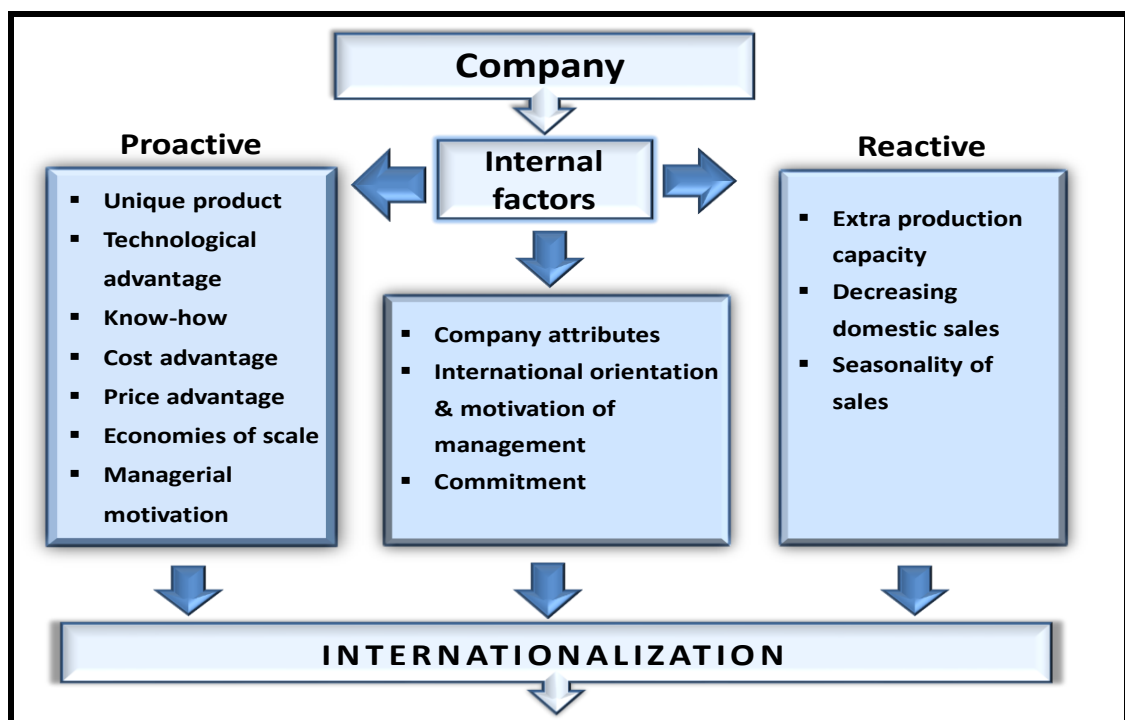 Company
Internal
factors
Proactive
▪ Unique product
▪ Technological
advantage
▪ Know-how
▪ Cost advantage
▪ Price advantage
▪ Economies of scale
▪ Managerial
motivation
▪ Company attributes
▪ International orientation
& motivation of
management
▪ Commitment
Reactive
▪ Extra production
capacity
▪ Decreasing
domestic sales
▪ Seasonality of
sales
INTERNATIONALIZATION